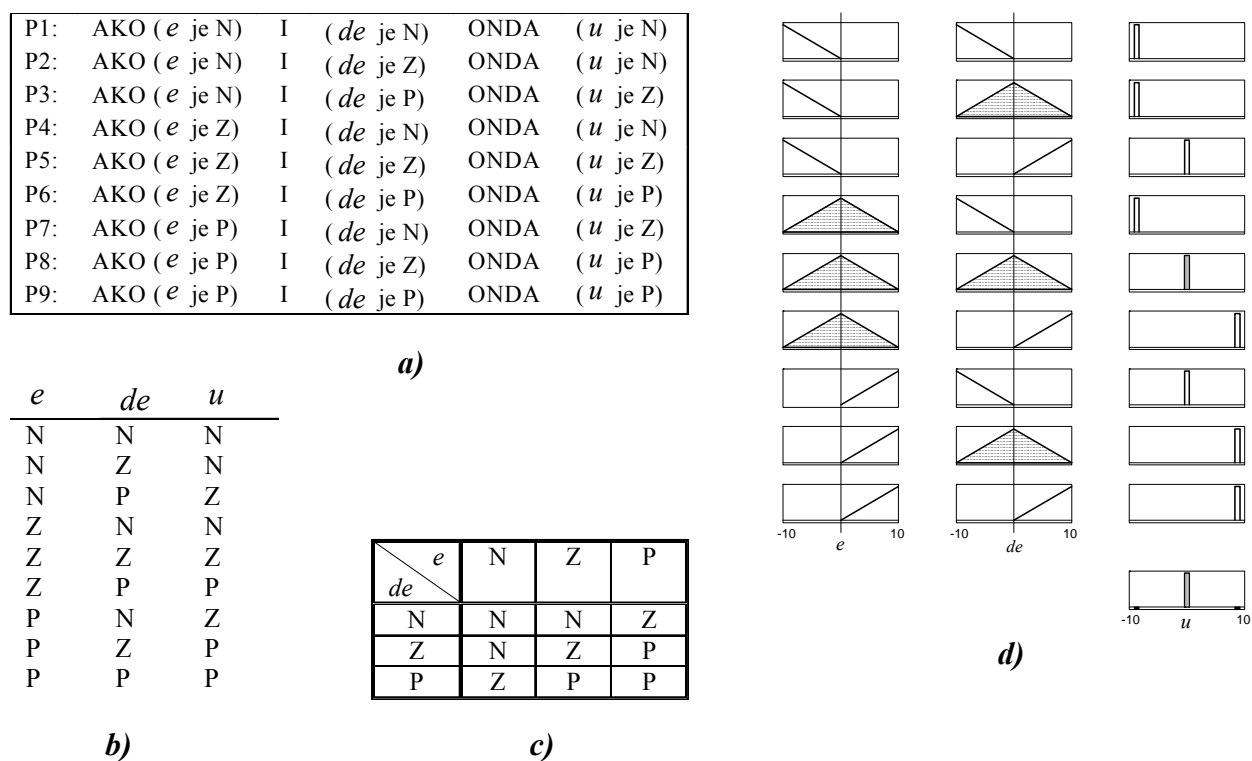 P1: AKO ( e je N) I ( de je N) ONDA ( u je N)
P2: AKO ( e je N) I ( de je Z) ONDA ( u je N)
P3: AKO ( e je N) I ( de je P) ONDA ( u je Z)
P4: AKO ( e je Z) I ( de je N) ONDA ( u je N)
P5: AKO ( e je Z) I ( de je Z) ONDA ( u je Z)
P6: AKO ( e je Z) I ( de je P) ONDA ( u je P)
P7: AKO ( e je P) I ( de je N) ONDA ( u je Z)
P8: AKO ( e je P) I ( de je Z) ONDA ( u je P)
P9: AKO ( e je P) I ( de je P) ONDA ( u je P)
a)
e de u
N N N
N Z N
N P Z
Z N N
Z Z Z
Z P P
P N Z
P Z P
P P P
b)
e N Z P
de
N N N Z
Z N Z P
P Z P P
c)
-10 10 -10 10
e de
-10 10
u
d)